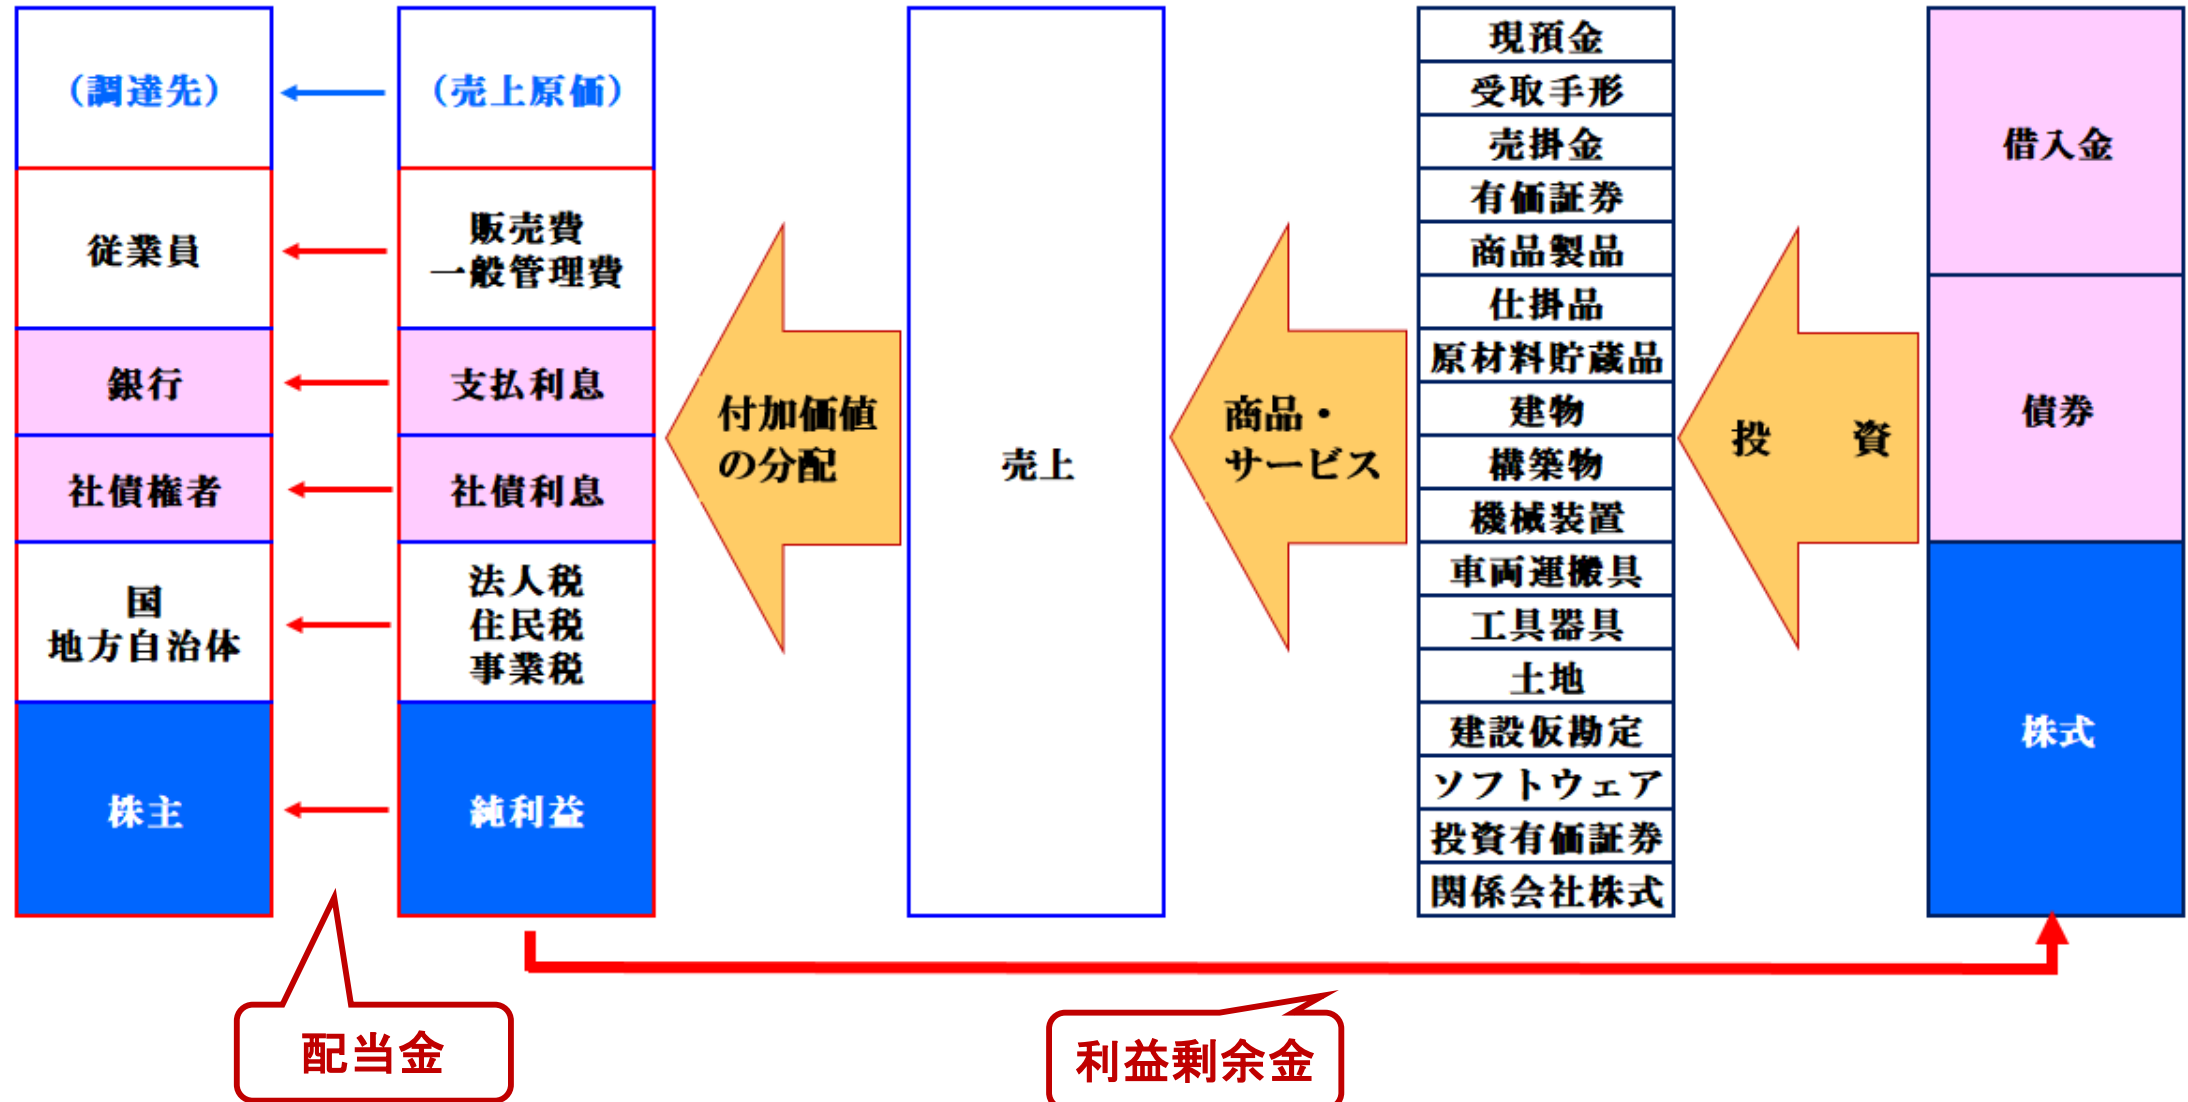 （調達先）
従業員
銀行
社債権者
国
地方自治体
株主
（売上原価）
販売費
一般管理費
支払利息
社債利息
法人税
住民税
事業税
純利益
付加価値
の分配
売上
商品・
サービス
現預金
受取手形
売掛金
有価証券
商品製品
仕掛品
原材料貯蔵品
建物
構築物
機械装置
車両運搬具
工具器具
土地
建設仮勘定
ソフトウェア
投資有価証券
関係会社株式
投　資
借入金
債券
株式
配当金
利益剰余金